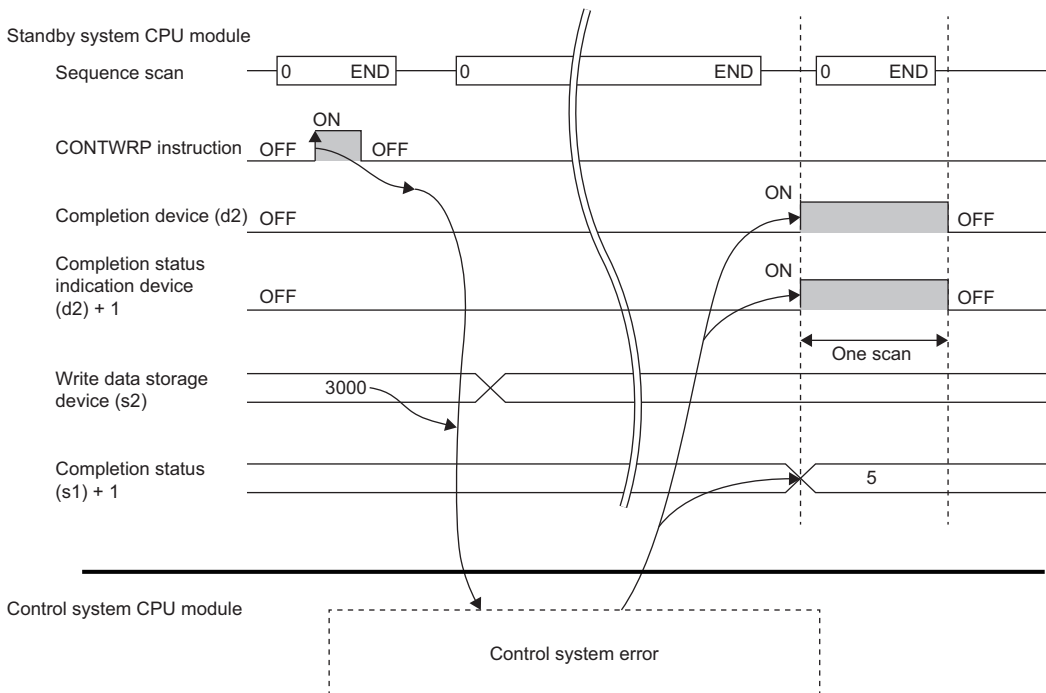 Standby system CPU module
Sequence scan
0 END
0 END
0 END
ON
CONTWRP instruction
OFF
OFF
ON
Completion device (d2)
OFF
OFF
Completion status
indication device
(d2) + 1
ON
OFF
OFF
One scan
Write data storage
device (s2)
3000
Completion status
(s1) + 1
5
Control system CPU module
Control system error